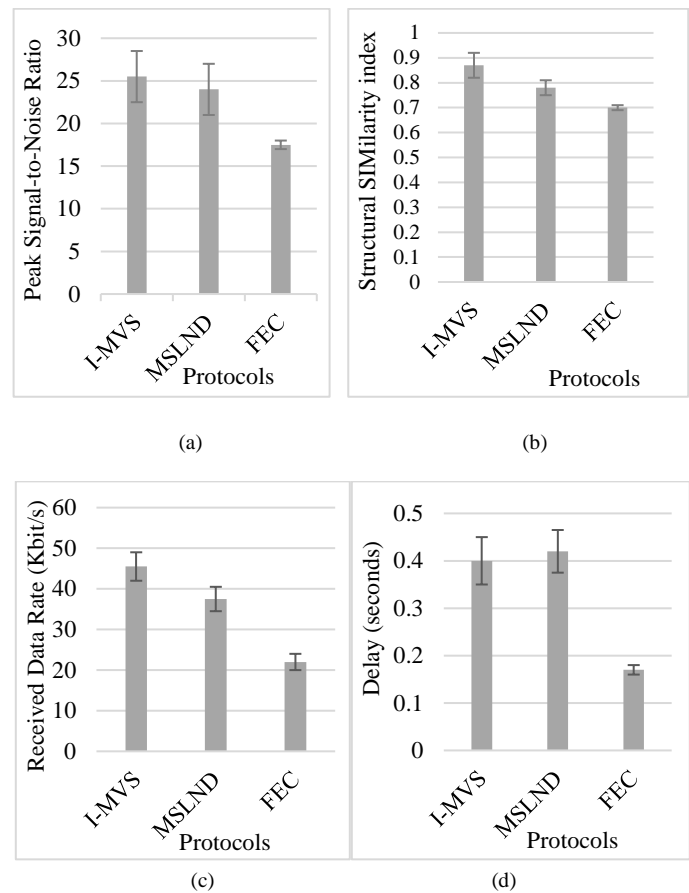 Peak Signal-to-Noise Ratio
30
25
20
15
10
5
0
I-MVS
MSLND
FEC
Protocols
(a)
Structural SIMilarity index
1
0.9
0.8
0.7
0.6
0.5
0.4
0.3
0.2
0.1
0
I-MVS
MSLND
FEC
Protocols
(b)
Received Data Rate (Kbit/s)
60
50
40
30
20
10
0
I-MVS
MSLND
FEC
Protocols
(c)
Delay (seconds)
0.5
0.4
0.3
0.2
0.1
0
I-MVS
MSLND
FEC
Protocols
(d)